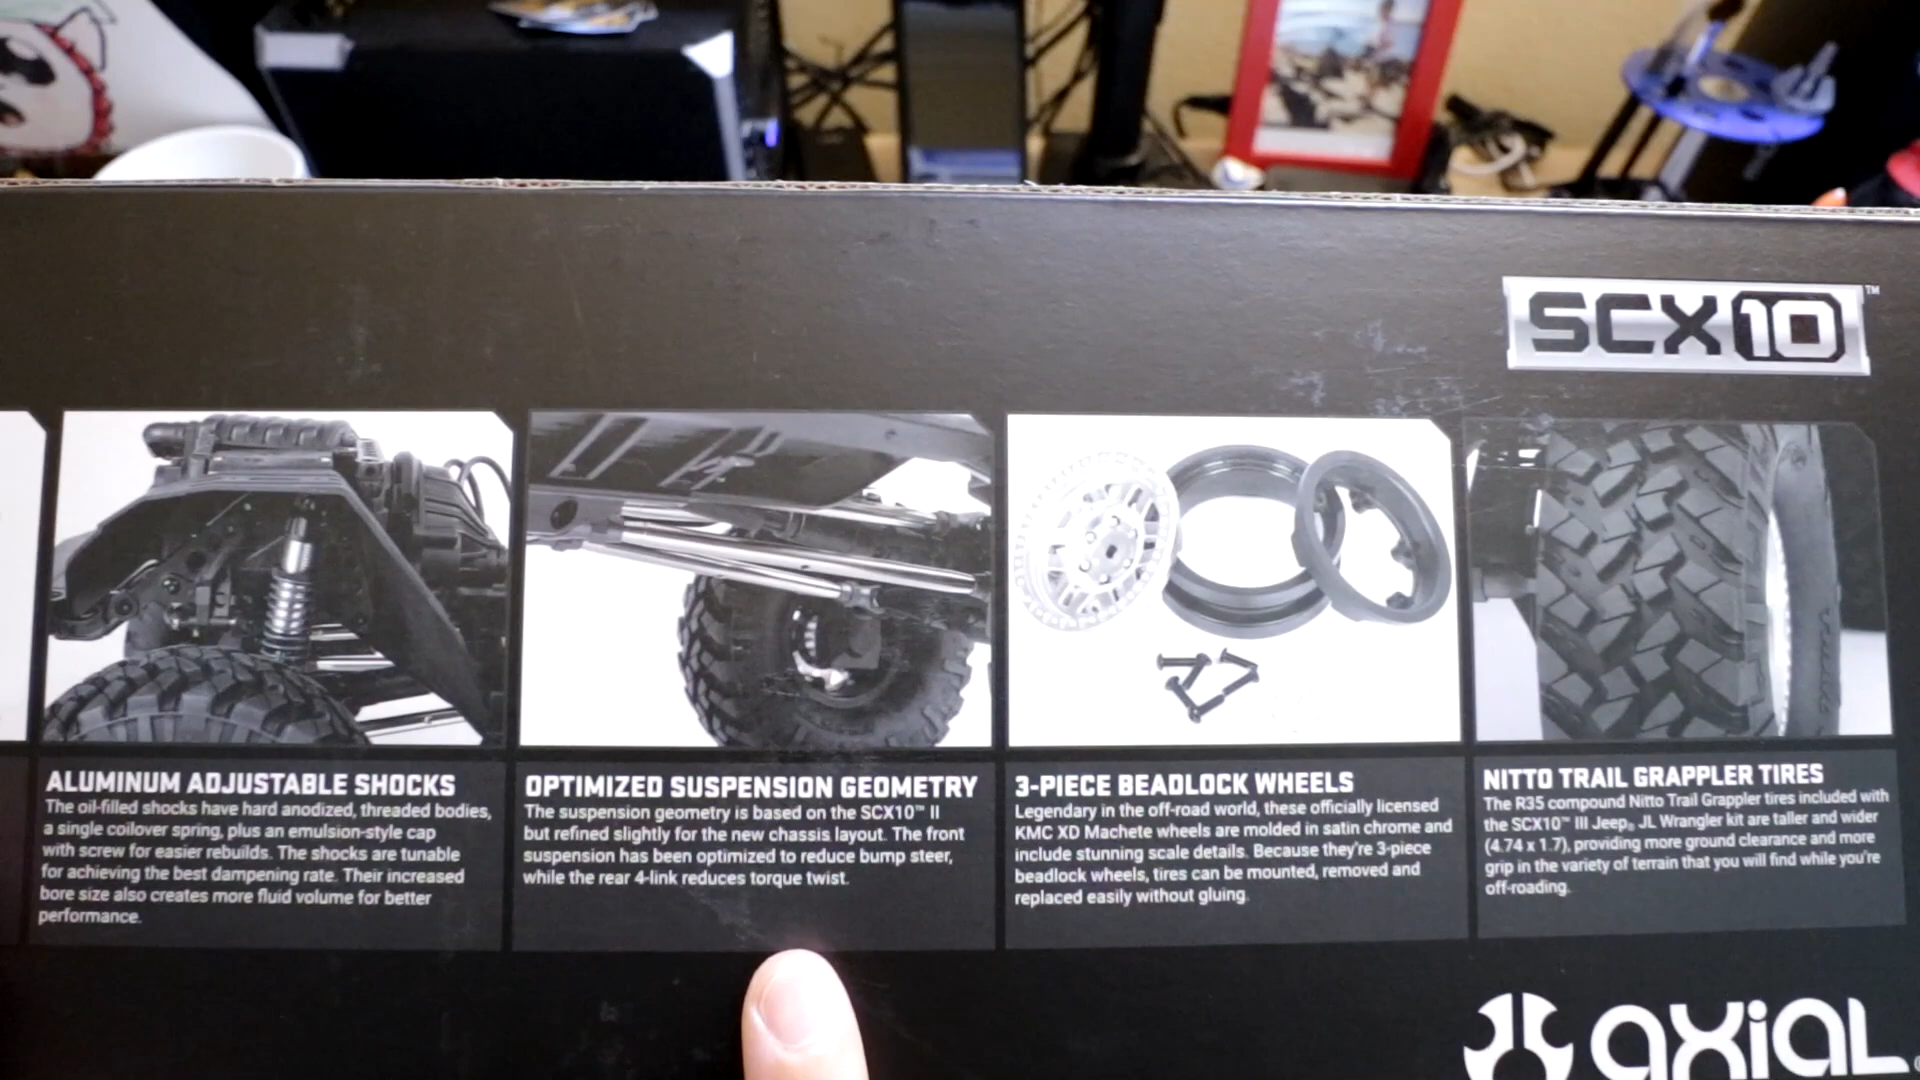 SCX10™
ALUMINUM ADJUSTABLE SHOCKS
The oil-filled shocks have hard anodized, threaded bodies,
a single coilover spring, plus an emulsion-style cap
with screw for easier rebuilds. The shocks are tunable
for achieving the best dampening rate. Their increased
bore size also creates more fluid volume for better
performance.
OPTIMIZED SUSPENSION GEOMETRY
The suspension geometry is based on the SCX10™ II
but refined slightly for the new chassis layout. The front
suspension has been optimized to reduce bump steer,
while the rear 4-link reduces torque twist.
3-PIECE BEADLOCK WHEELS
Legendary in the off-road world, these officially licensed
KMC XD Machete wheels are molded in satin chrome and
include stunning scale details. Because they're 3-piece
beadlock wheels, tires can be mounted, removed and
replaced easily without gluing.
NITTO TRAIL GRAPPLER TIRES
The R35 compound Nitto Trail Grappler tires included with
the SCX10™ III Jeep® JL Wrangler kit are taller and wider
(4.74 x 1.7), providing more ground clearance and more
grip in the variety of terrain that you will find while you're
off-roading.
axial